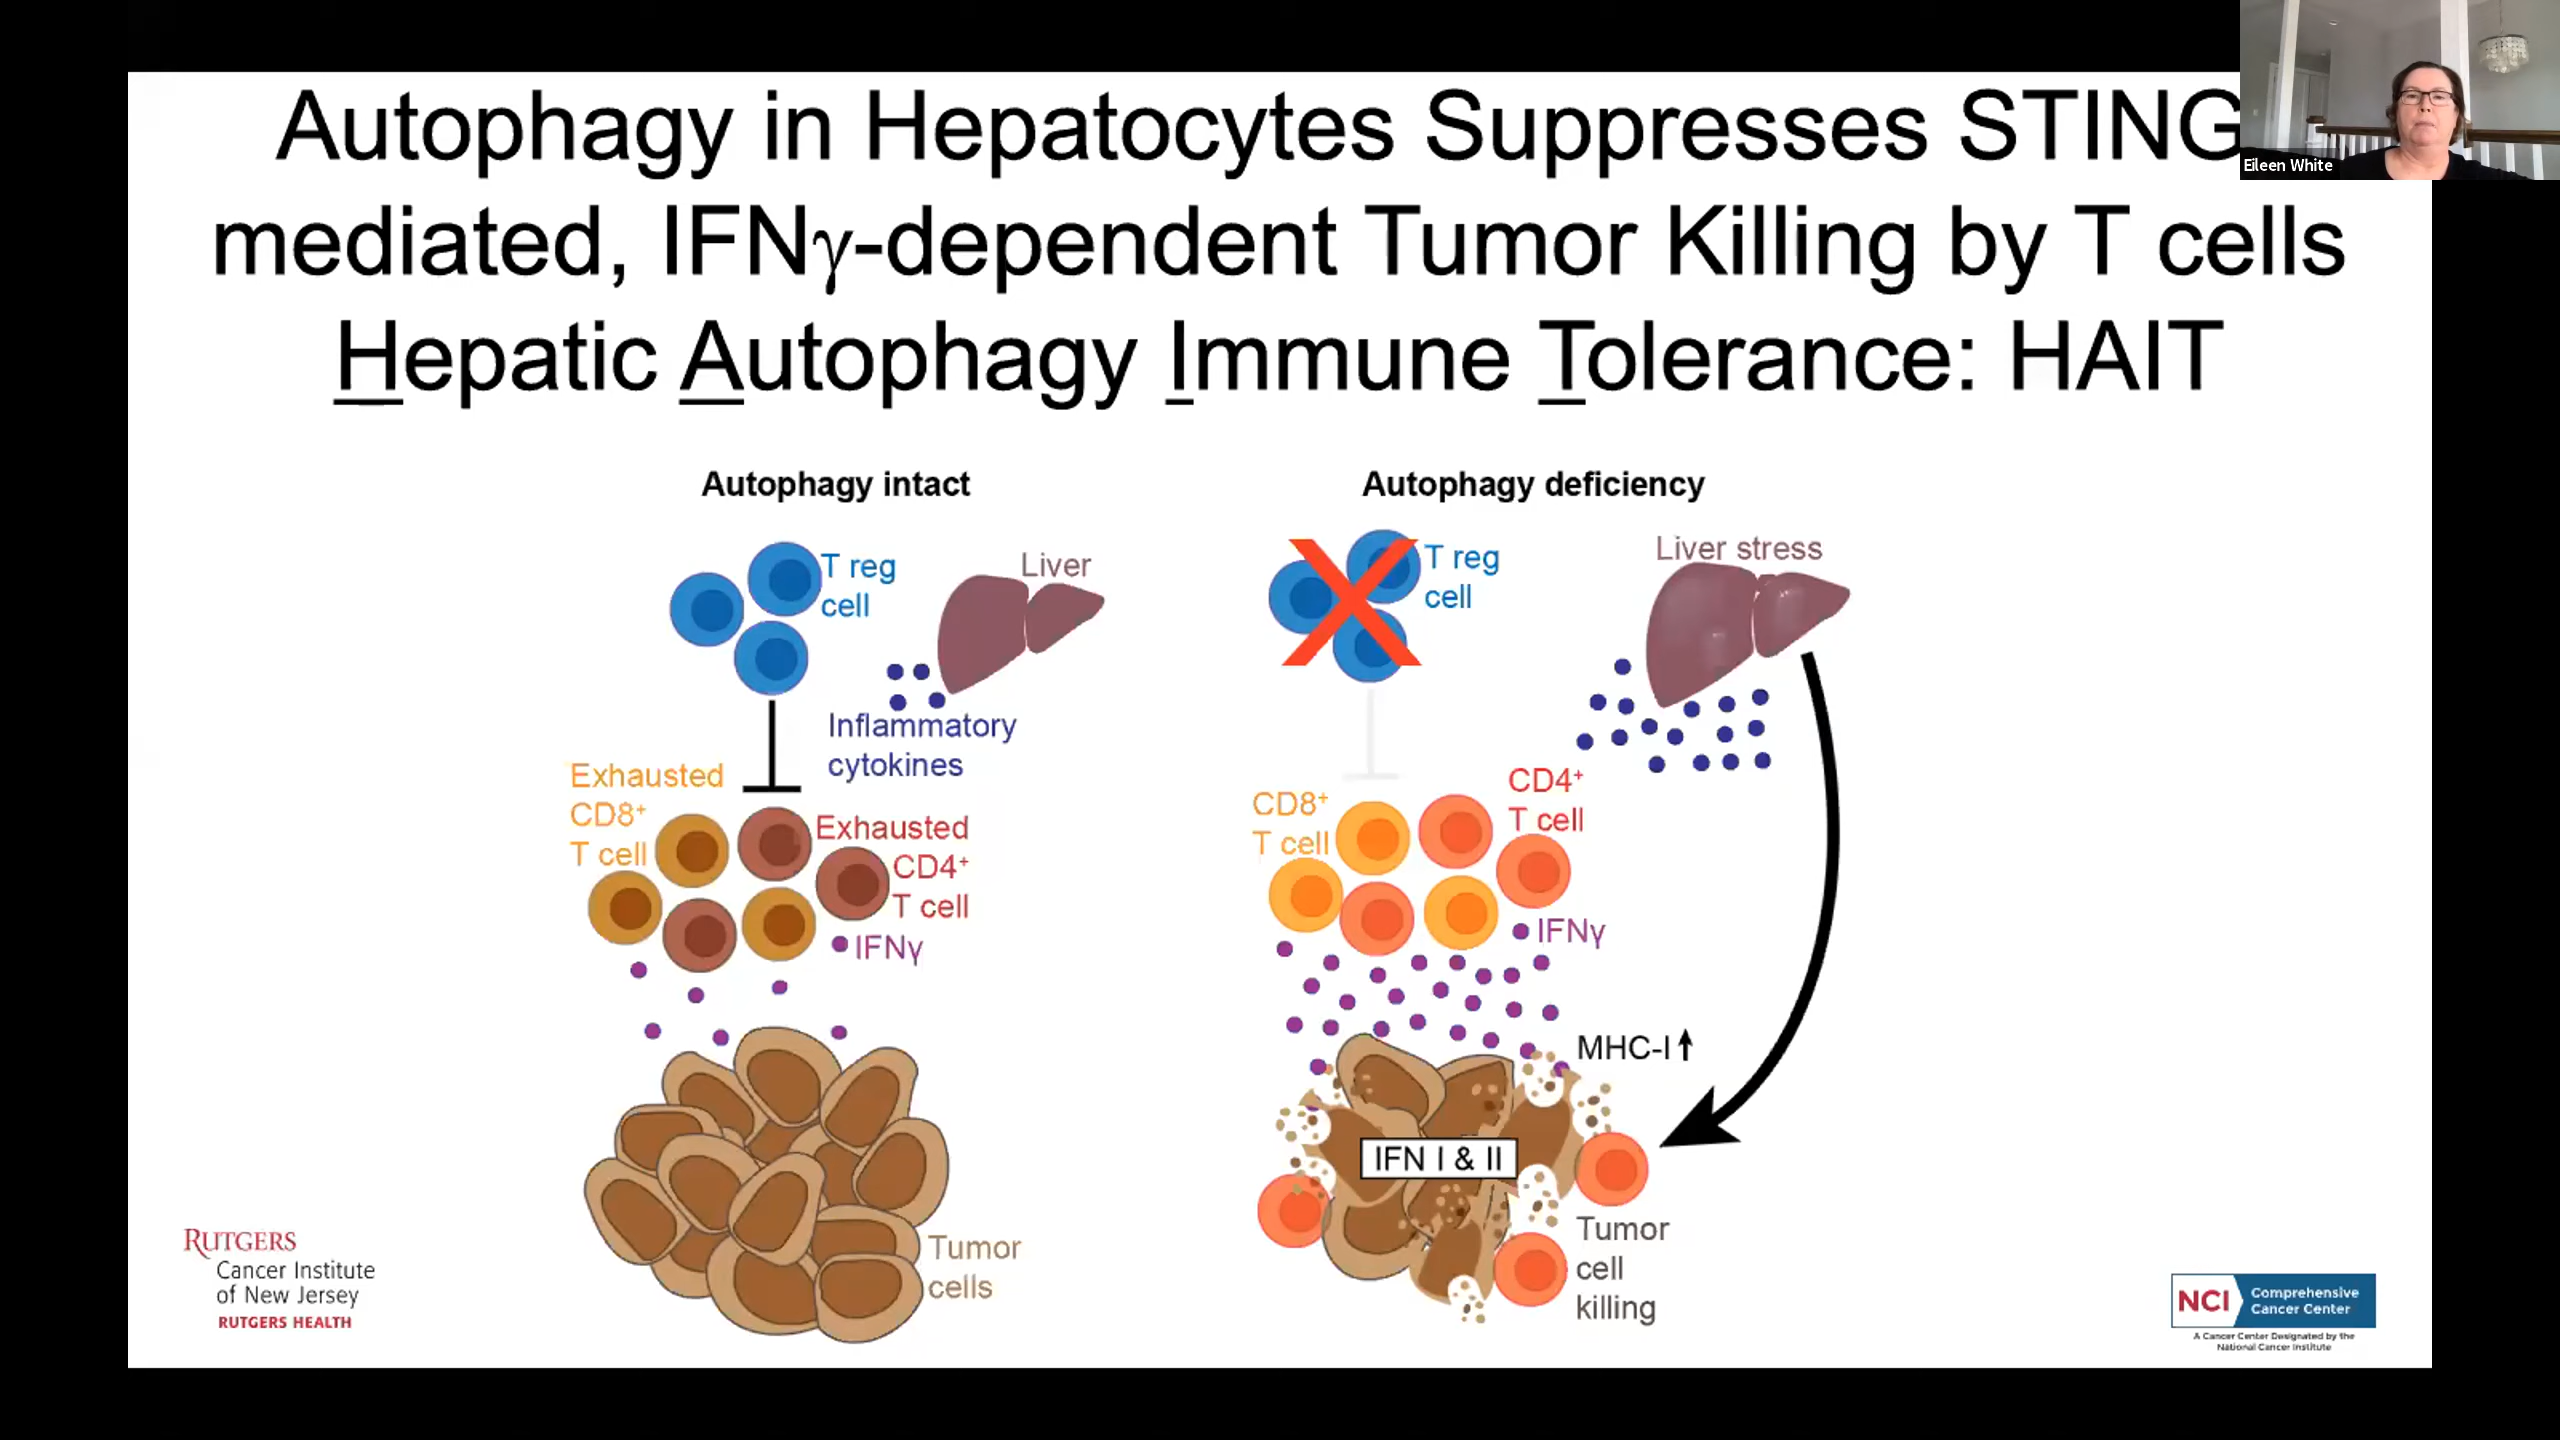 Autophagy in Hepatocytes Suppresses STING
mediated, IFNγ-dependent Tumor Killing by T cells
Hepatic Autophagy Immune Tolerance: HAIT
Eileen White
Autophagy intact
T reg
cell
Liver
Inflammatory
cytokines
Exhausted
CD8⁺
T cell
Exhausted
CD4⁺
T cell
IFNγ
Tumor
cells
Autophagy deficiency
T reg
cell
Liver stress
CD8⁺
T cell
CD4⁺
T cell
IFNγ
MHC-I↑
IFN I & II
Tumor
cell
killing
RUTGERS
Cancer Institute
of New Jersey
RUTGERS HEALTH
NCI
Comprehensive
Cancer Center
A Cancer Center Designated by the
National Cancer Institute